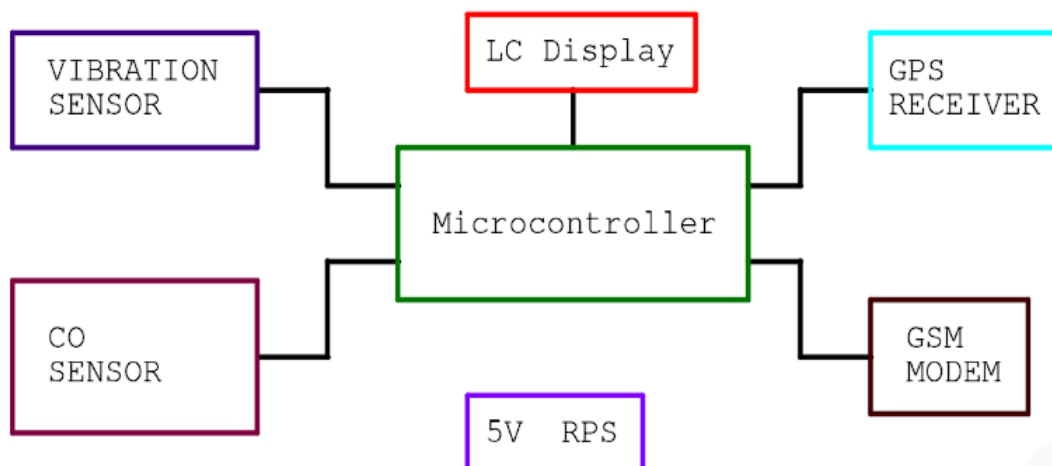 VIBRATION
SENSOR
LC Display
GPS
RECEIVER
Microcontroller
CO
SENSOR
GSM
MODEM
5V RPS